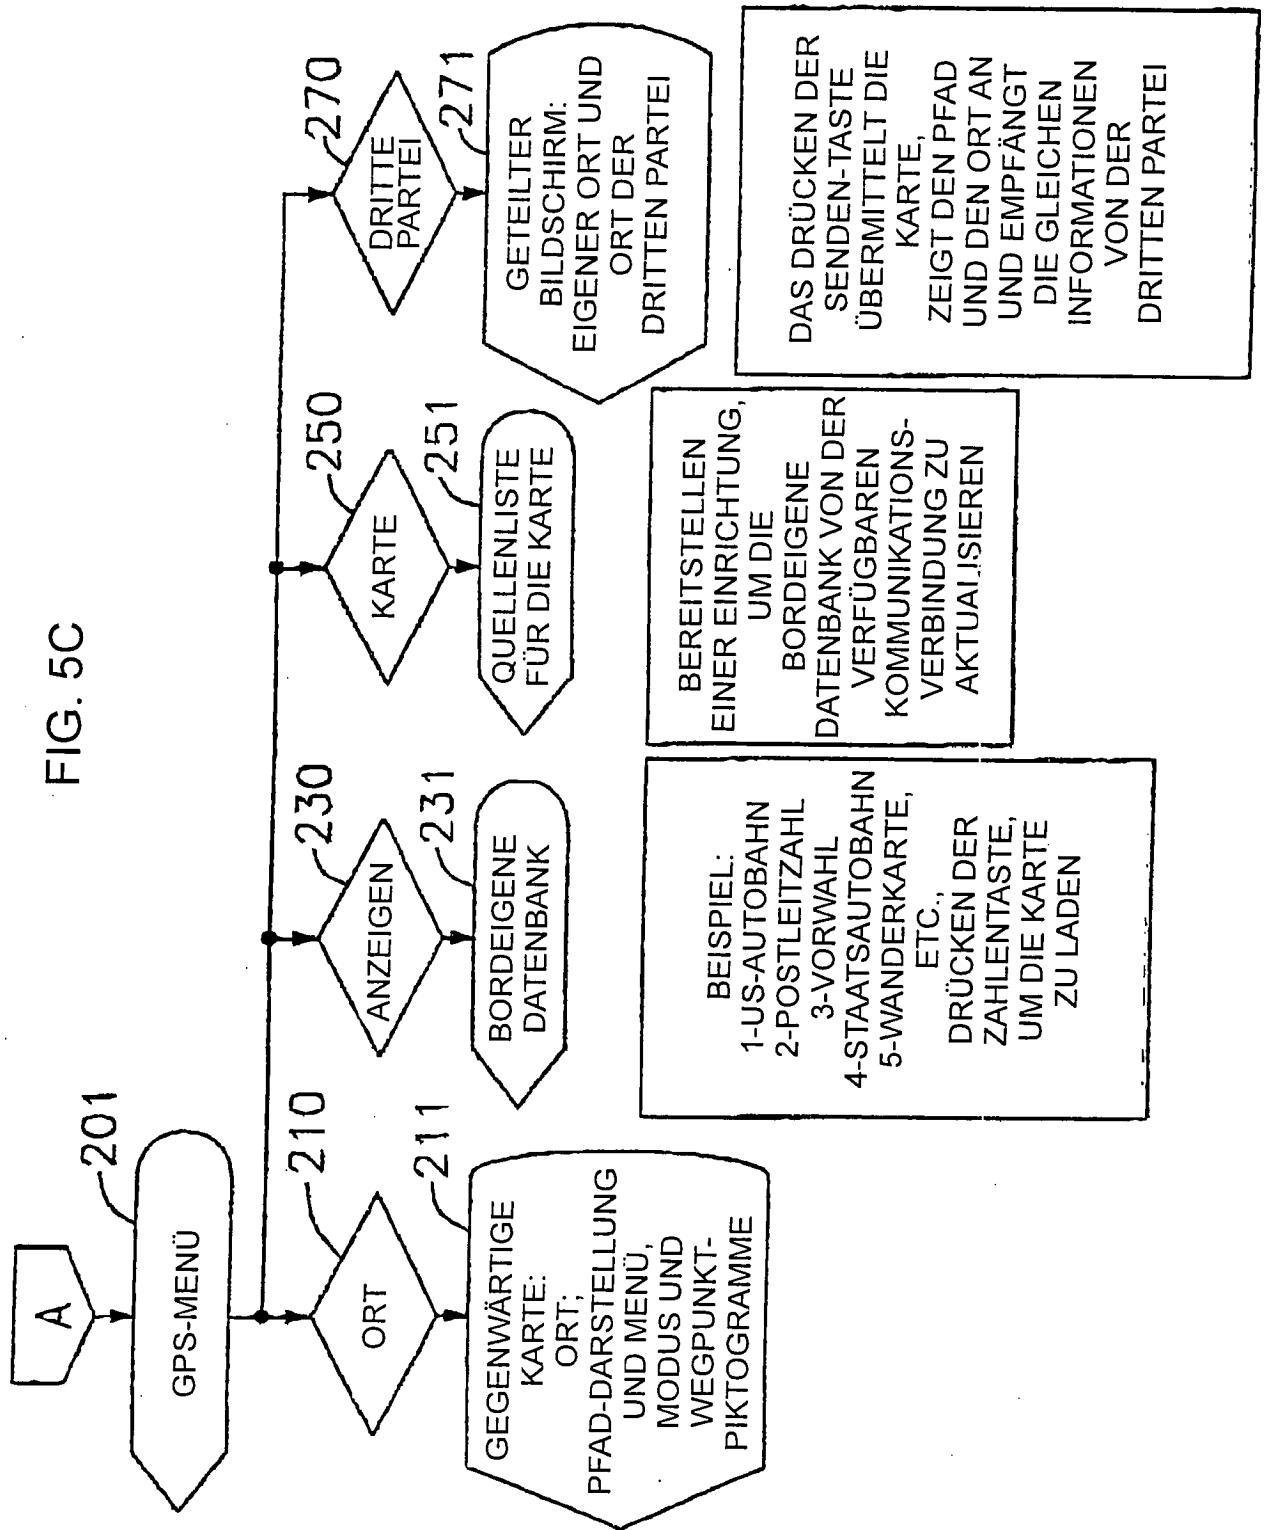 FIG. 5C
A
201
GPS-MENÜ
210
ORT
211
GEGENWÄRTIGE
KARTE:
ORT;
PFAD-DARSTELLUNG
UND MENÜ,
MODUS UND
WEGPUNKT-
PIKTOGRAMME
230
ANZEIGEN
231
BORDEIGENE
DATENBANK
BEISPIEL:
1-US-AUTOBAHN
2-POSTLEITZAHL
3-VORWAHL
4-STAATSAUTOBAHN
5-WANDERKARTE,
ETC.,
DRÜCKEN DER
ZAHLENTASTE,
UM DIE KARTE
ZU LADEN
250
KARTE
251
QUELLENLISTE
FÜR DIE KARTE
BEREITSTELLEN
EINER EINRICHTUNG,
UM DIE
BORDEIGENE
DATENBANK VON DER
VERFÜGBAREN
KOMMUNIKATIONS-
VERBINDUNG ZU
AKTUALISIEREN
270
DRITTE
PARTEI
271
GETEILTER
BILDSCHIRM:
EIGENER ORT UND
ORT DER
DRITTEN PARTEI
DAS DRÜCKEN DER
SENDEN-TASTE
ÜBERMITTELT DIE
KARTE,
ZEIGT DEN PFAD
UND DEN ORT AN
UND EMPFÄNGT
DIE GLEICHEN
INFORMATIONEN
VON DER
DRITTEN PARTEI